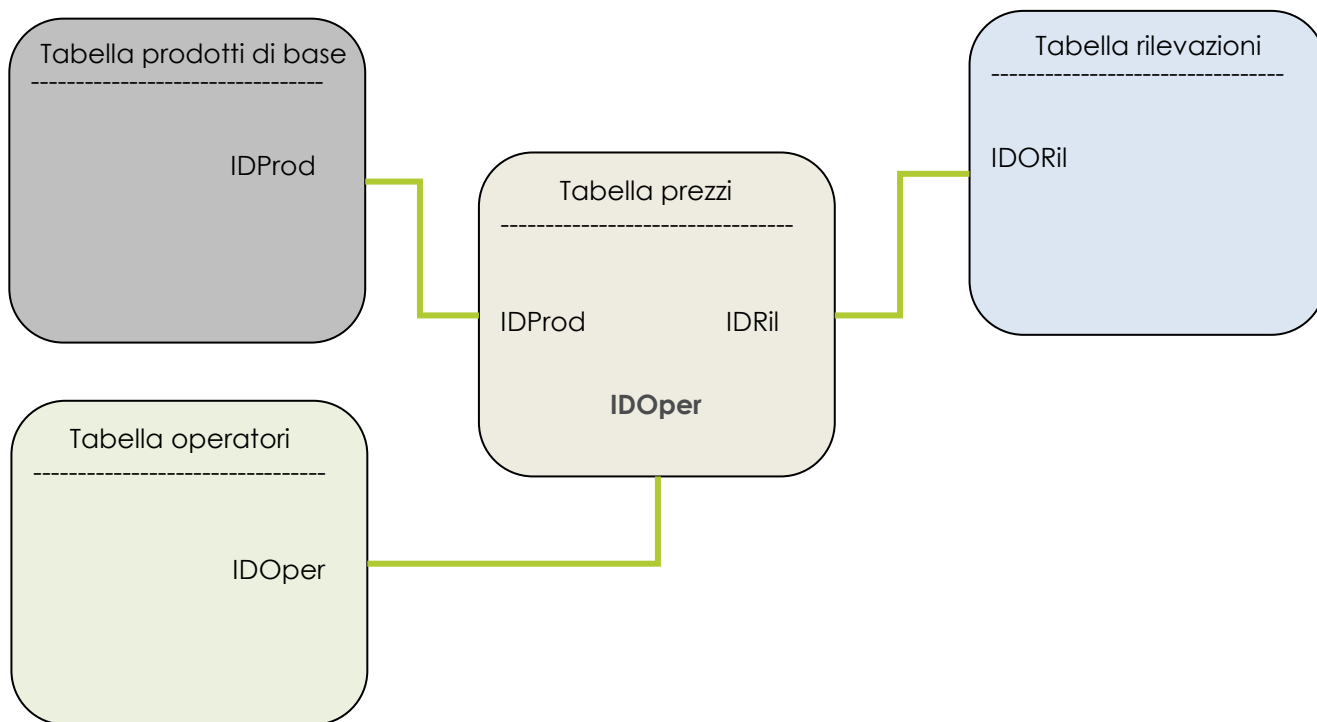 Tabella prodotti di base
--------------------------------
IDProd
Tabella operatori
--------------------------------
IDOper
Tabella prezzi
--------------------------------
IDProd IDRil
IDOper
Tabella rilevazioni
--------------------------------
IDORil